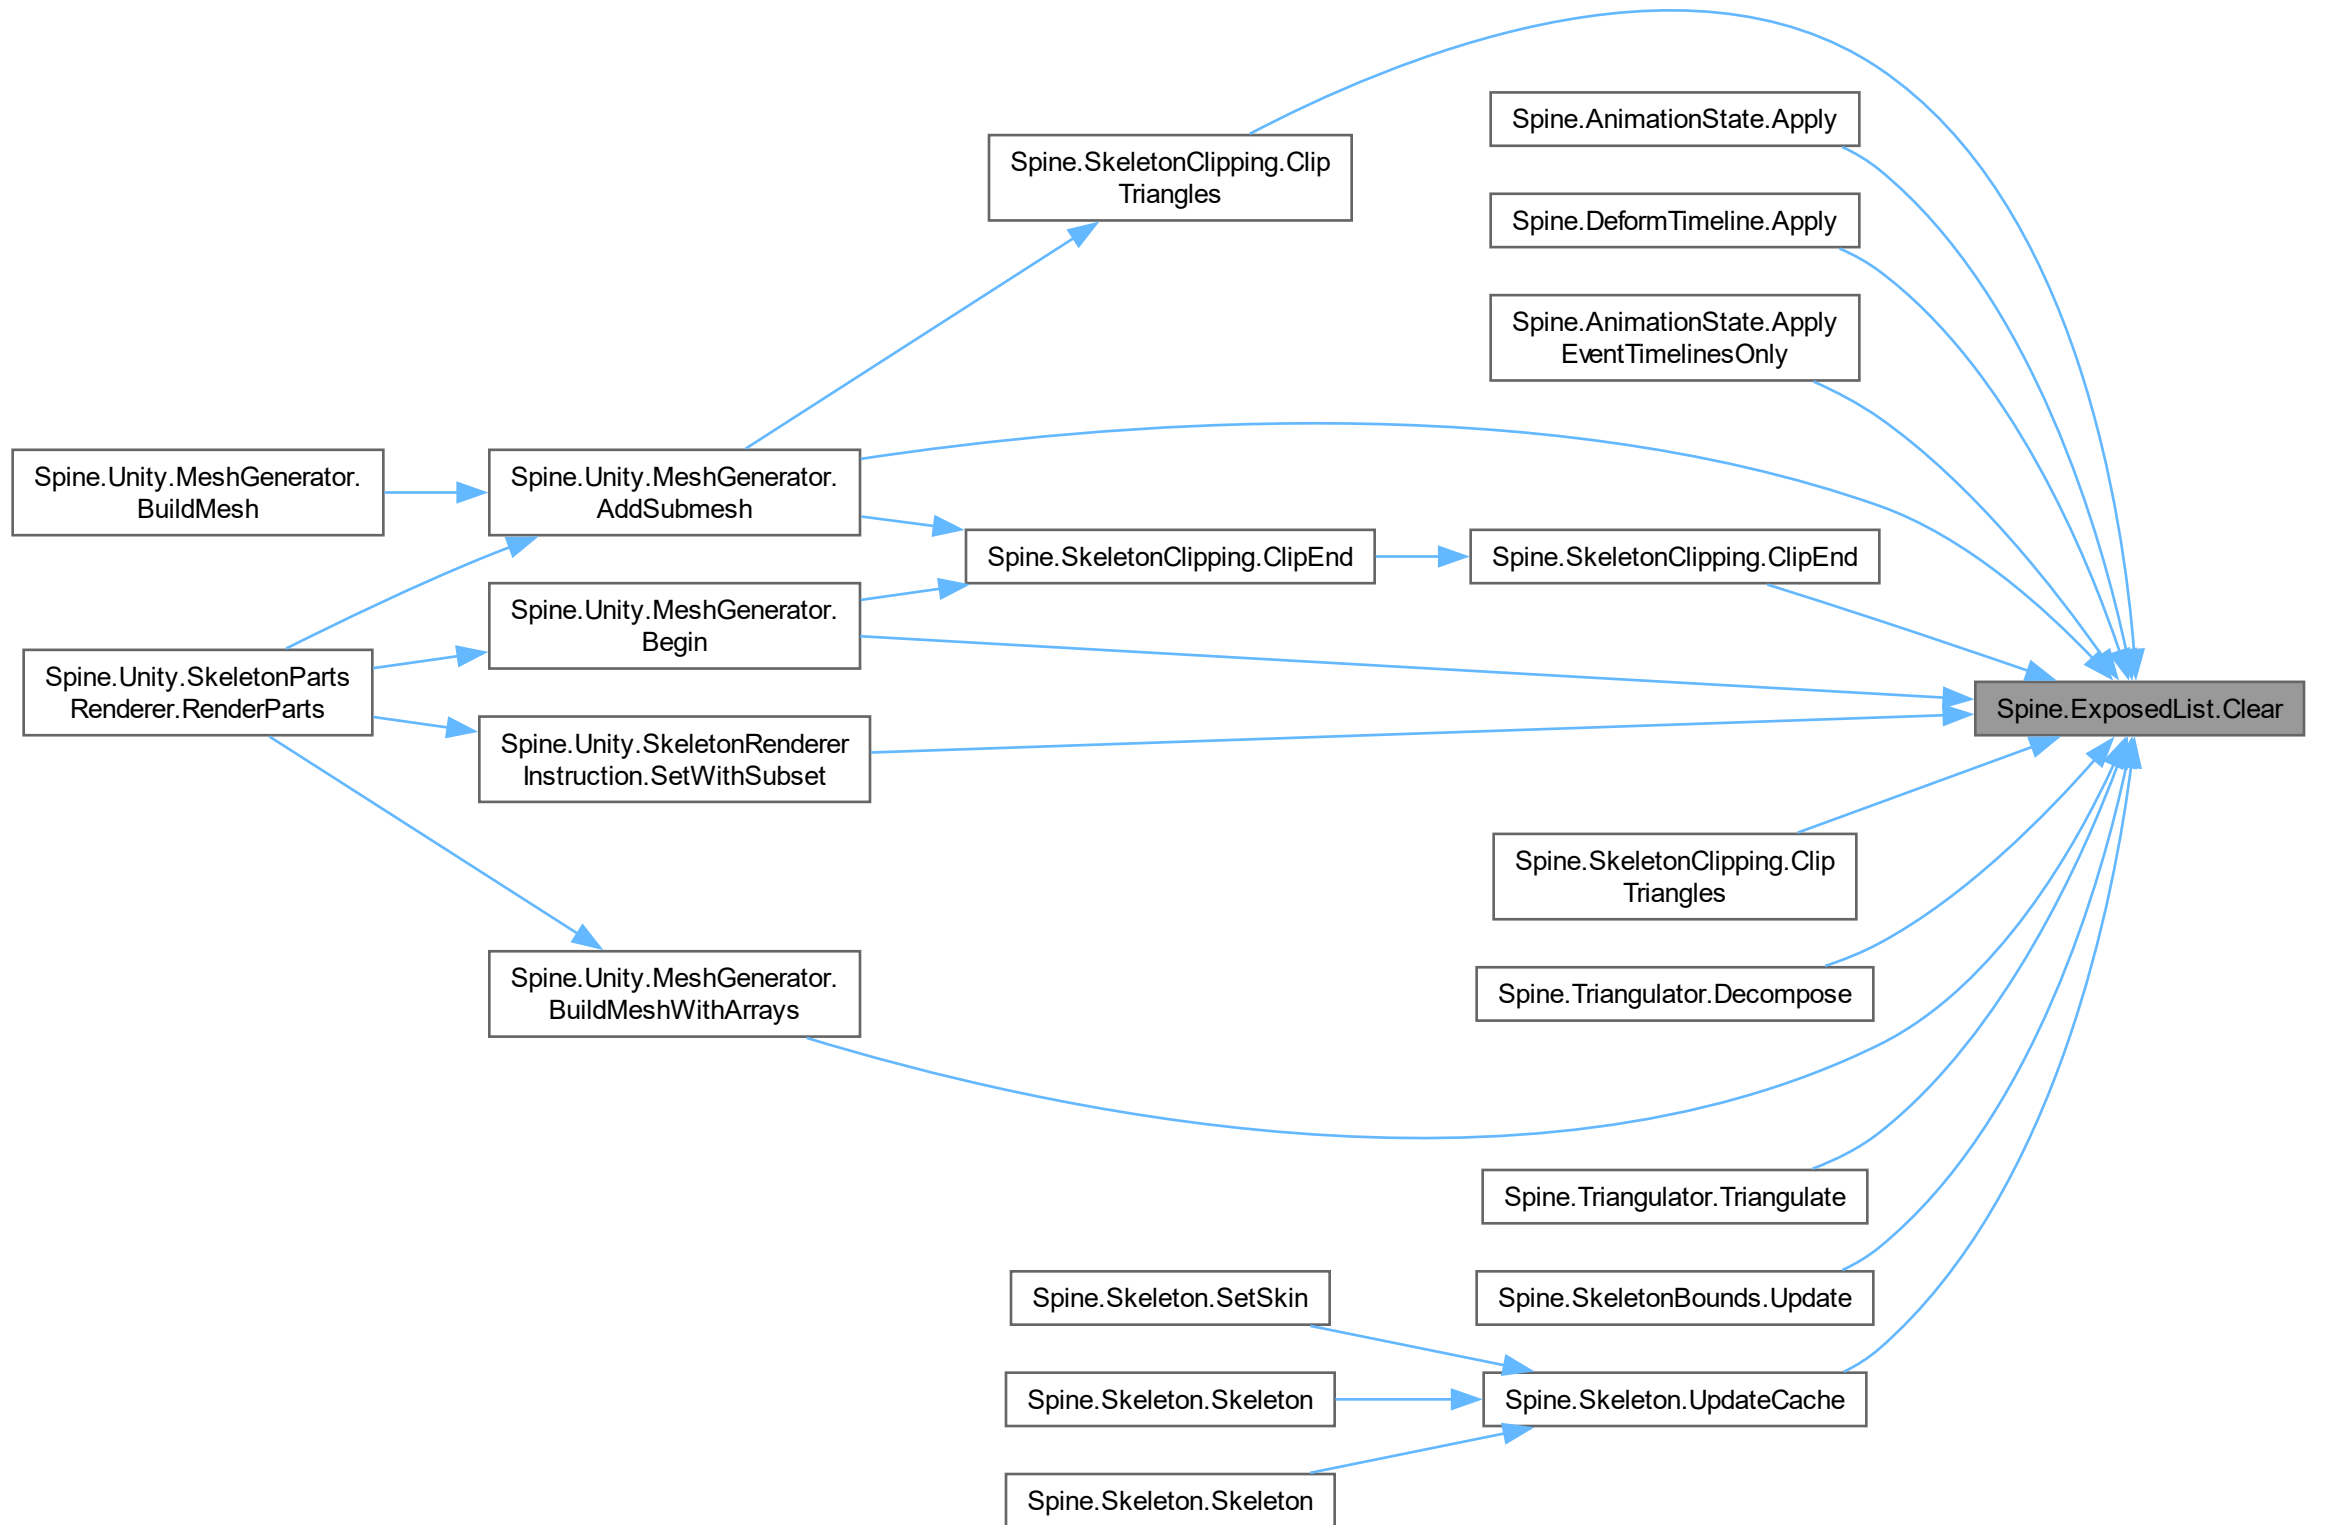 Spine.SkeletonClipping.Clip
Triangles
Spine.AnimationState.Apply
Spine.DeformTimeline.Apply
Spine.AnimationState.Apply
EventTimelinesOnly
Spine.Unity.MeshGenerator.
BuildMesh
Spine.Unity.MeshGenerator.
AddSubmesh
Spine.SkeletonClipping.ClipEnd
Spine.SkeletonClipping.ClipEnd
Spine.Unity.MeshGenerator.
Begin
Spine.Unity.SkeletonParts
Renderer.RenderParts
Spine.ExposedList.Clear
Spine.Unity.SkeletonRenderer
Instruction.SetWithSubset
Spine.SkeletonClipping.Clip
Triangles
Spine.Unity.MeshGenerator.
BuildMeshWithArrays
Spine.Triangulator.Decompose
Spine.Triangulator.Triangulate
Spine.Skeleton.SetSkin
Spine.SkeletonBounds.Update
Spine.Skeleton.Skeleton
Spine.Skeleton.UpdateCache
Spine.Skeleton.Skeleton